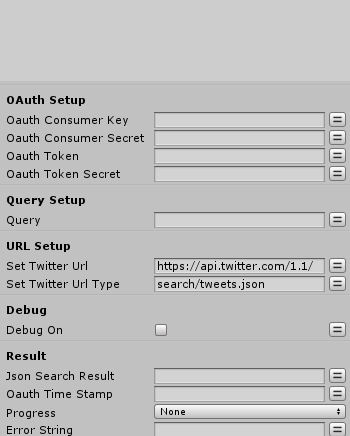 OAuth Setup
Oauth Consumer Key
Oauth Consumer Secret
Oauth Token
Oauth Token Secret
Query Setup
Query
URL Setup
Set Twitter Url https://api.twitter.com/1.1/
Set Twitter Url Type search/tweets.json
Debug
Debug On
Result
Json Search Result
Oauth Time Stamp
Progress None
Error String